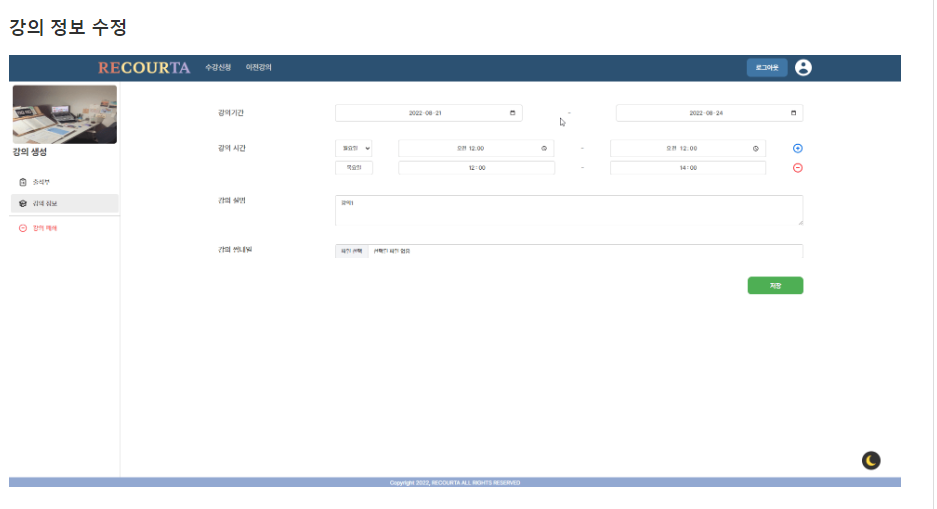 강의 정보 수정
RECOURTA 수강신청 이전강의 로그아웃
강의기간 2022-08-21 - 2022-08-24
강의 생성
강의 시간 월요일 오전 12:00 - 오전 12:00
목요일 12:00 - 14:00
출석부
강의 정보
강의 설명 강의1
강의 해제
강의 썸네일 파일 선택 선택된 파일 없음
저장
Copyright 2022, RECOURTA ALL RIGHTS RESERVED